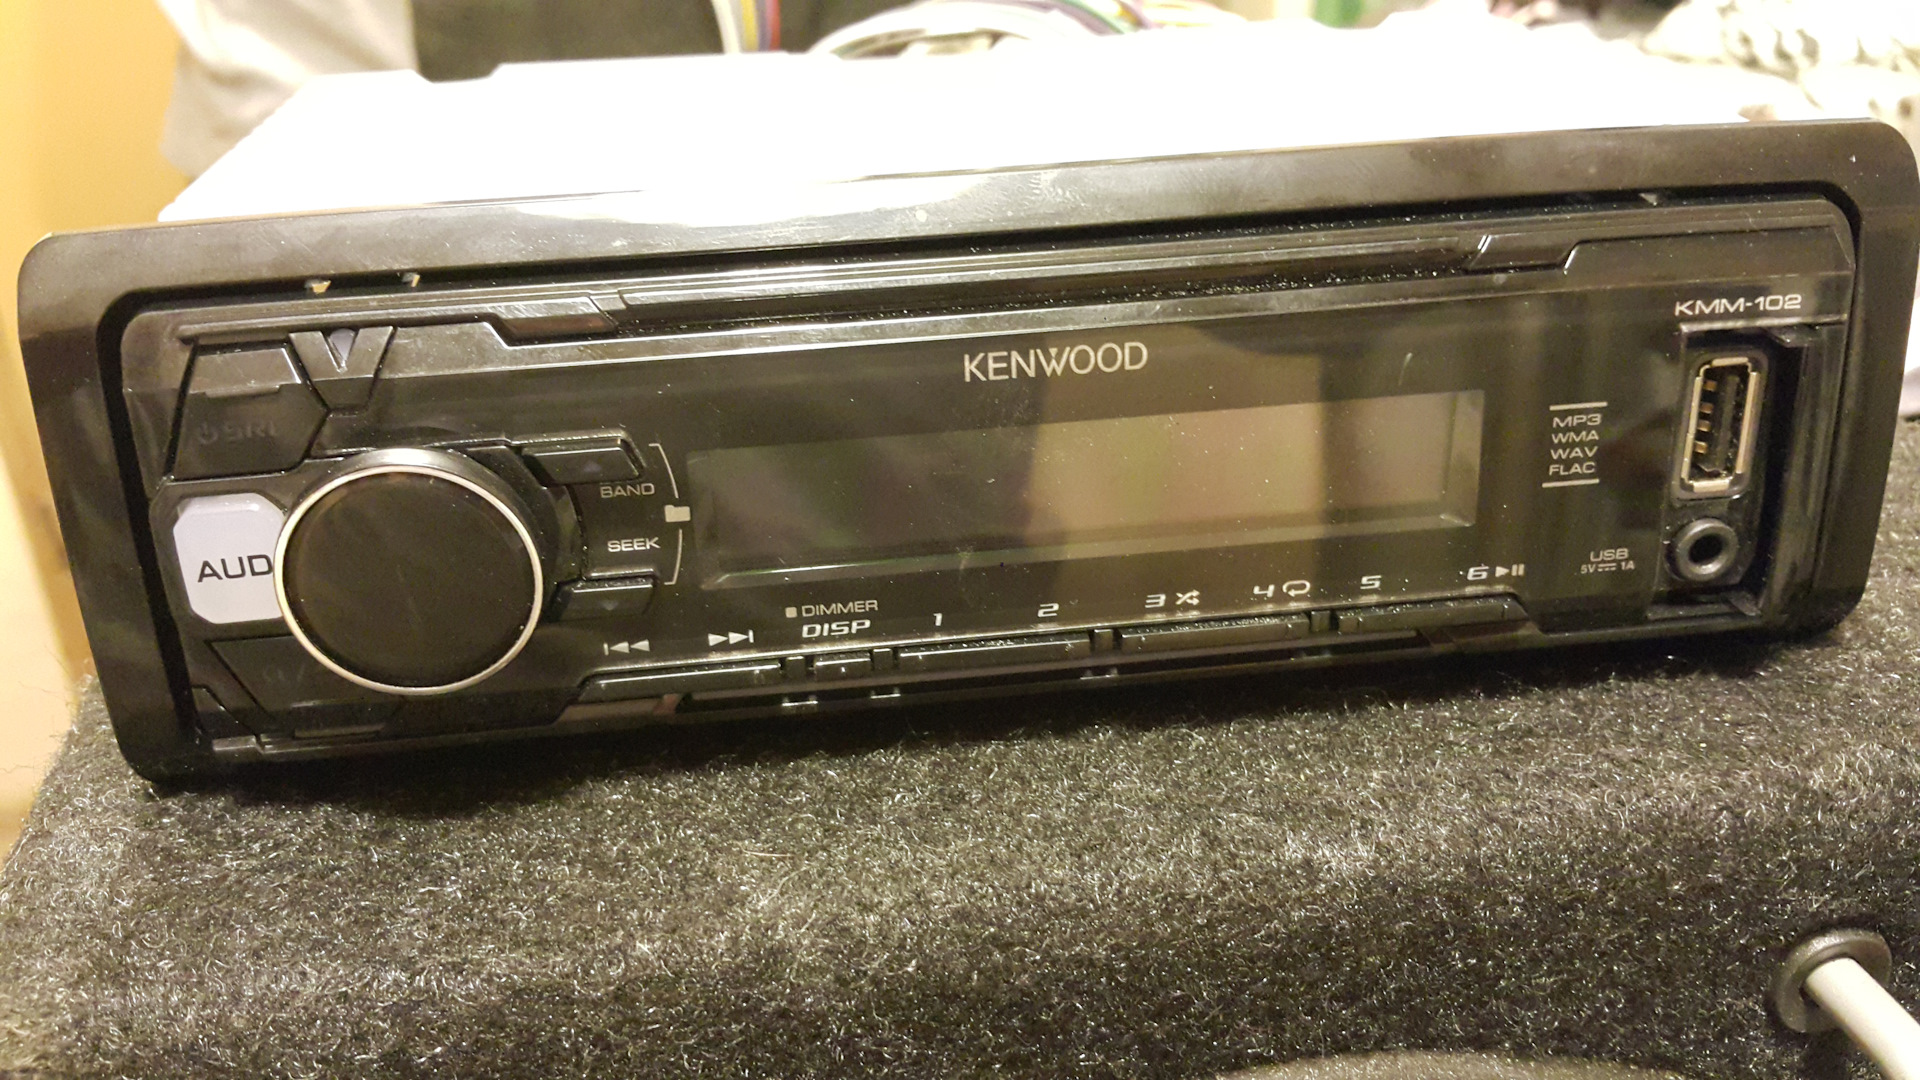 KENWOOD
KMM-102
MP3
WMA
WAV
FLAC
SRC
AUD
BAND
SEEK
USB
5V 1A
DIMMER
DISP
1
2
3
4
5
6